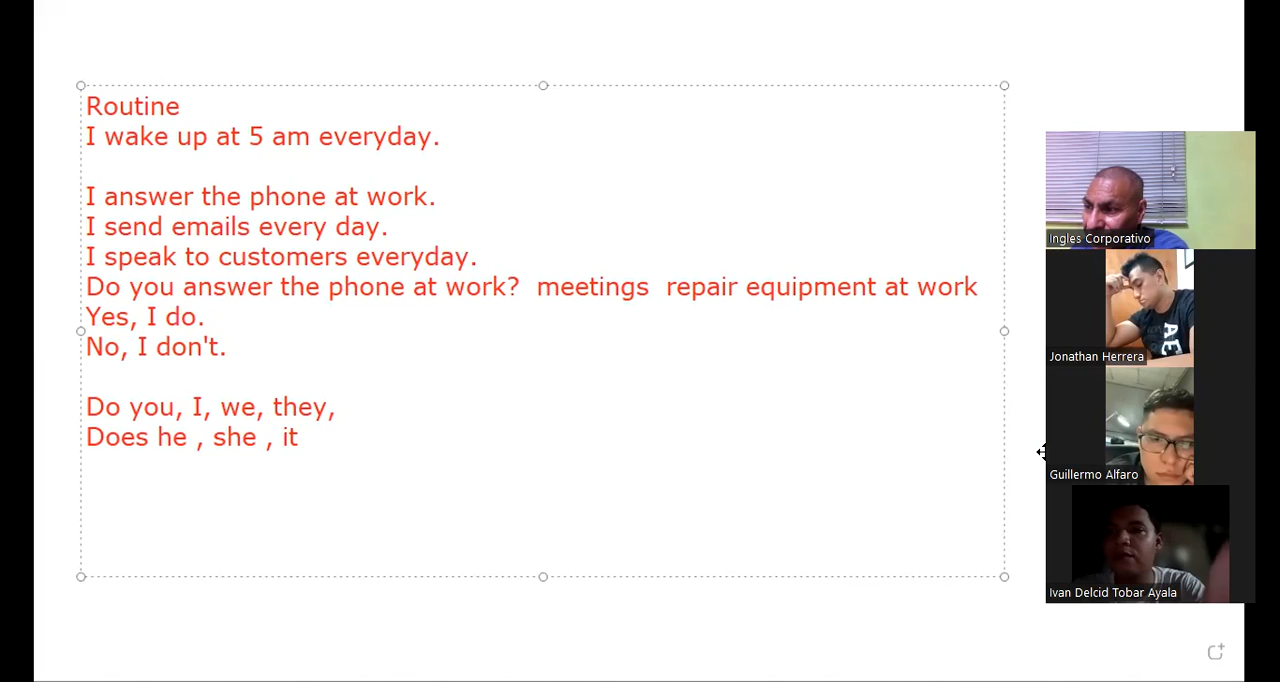 Routine
I wake up at 5 am everyday.
I answer the phone at work.
I send emails every day.
I speak to customers everyday.
Do you answer the phone at work?  meetings  repair equipment at work
Yes, I do.
No, I don't.
Do you, I, we, they,
Does he , she , it
Ingles Corporativo
Jonathan Herrera
AE
Guillermo Alfaro
Ivan Delcid Tobar Ayala